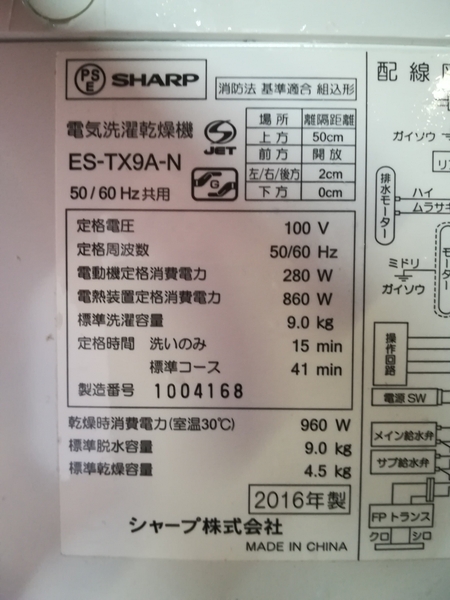 PSE SHARP
消防法 基準適合 組込形
電気洗濯乾燥機
JET
ES-TX9A-N
50/60Hz共用
G
場所 離隔距離
上方 50cm
前方 開放
左/右/後方 2cm
下方 0cm
定格電圧 100 V
定格周波数 50/60 Hz
電動機定格消費電力 280 W
電熱装置定格消費電力 860 W
標準洗濯容量 9.0 kg
定格時間 洗いのみ 15 min
標準コース 41 min
製造番号 1004168
乾燥時消費電力(室温30℃) 960 W
標準脱水容量 9.0 kg
標準乾燥容量 4.5 kg
2016年製
シャープ株式会社
MADE IN CHINA
配線
ガイソウ
排水モーター
ハイ
ムラサキ
ミドリ
ガイソウ
操作回路
電源SW
メイン給水弁
サブ給水弁
FPトランス
クロ シロ